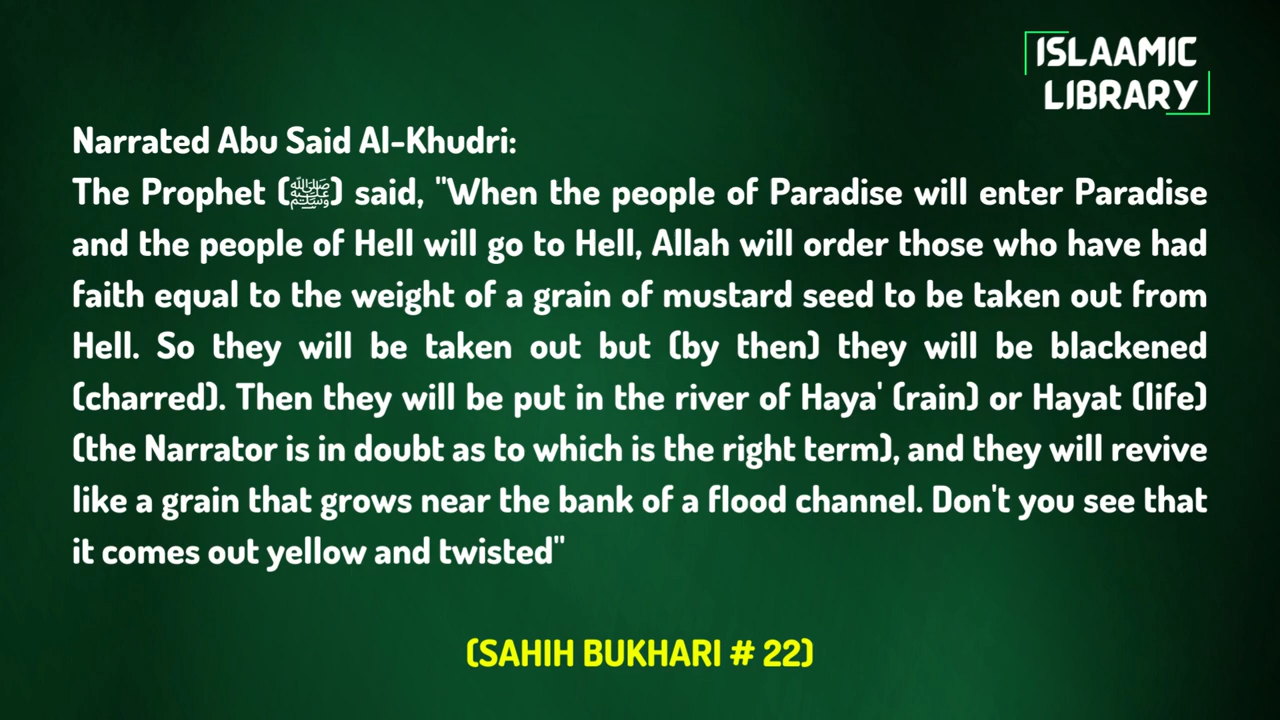 ISLAAMIC
LIBRARY
Narrated Abu Said Al-Khudri:
The Prophet (ﷺ) said, "When the people of Paradise will enter Paradise
and the people of Hell will go to Hell, Allah will order those who have had
faith equal to the weight of a grain of mustard seed to be taken out from
Hell. So they will be taken out but (by then) they will be blackened
(charred). Then they will be put in the river of Haya' (rain) or Hayat (life)
(the Narrator is in doubt as to which is the right term), and they will revive
like a grain that grows near the bank of a flood channel. Don't you see that
it comes out yellow and twisted"
(SAHIH BUKHARI # 22)